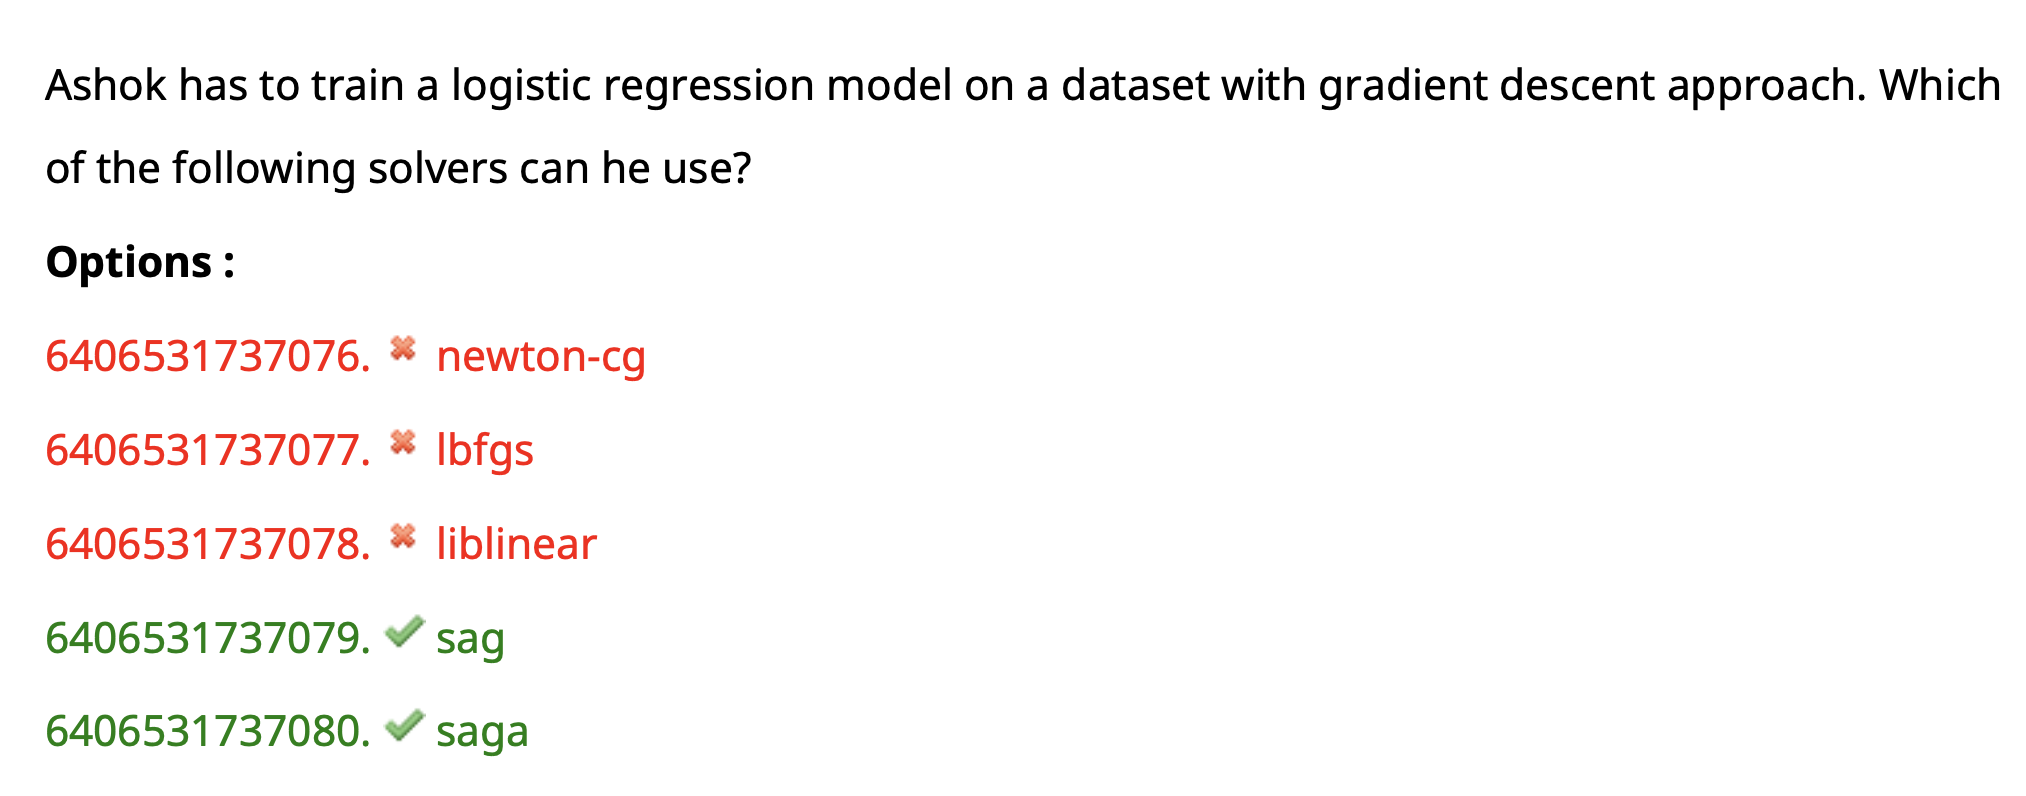 Ashok has to train a logistic regression model on a dataset with gradient descent approach. Which
of the following solvers can he use?
Options :
6406531737076. ✖ newton-cg
6406531737077. ✖ lbfgs
6406531737078. ✖ liblinear
6406531737079. ✔ sag
6406531737080. ✔ saga